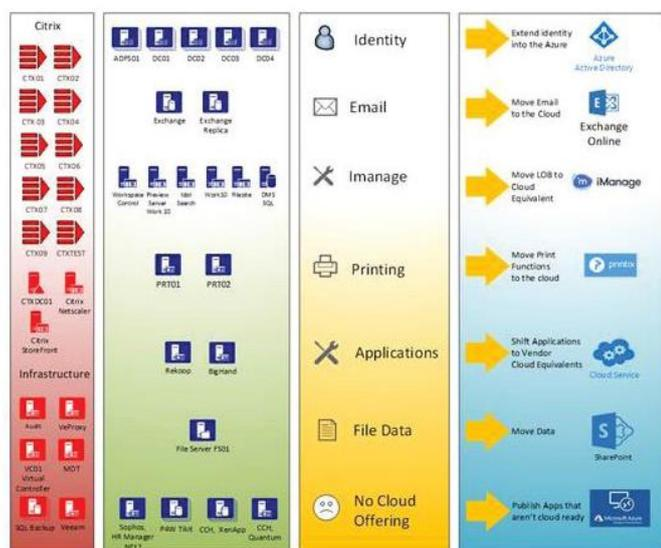 Citrix
CTX01 CTX02
CTX03 CTX04
CTX05 CTX06
CTX07 CTX08
CTX09 CTXTEST
CTXDC01 Citrix
Netscaler
Citrix
StoreFront
Infrastructure
Audit VeProxy
VC01 MDT
Virtual
Controller
SQL Backup Veeam
ADFS01 DC01 DC02 DC03 DC04
Exchange Exchange
Replica
Workspace
Control
Preview
Server
Work 10
Idol
Search
Work10
DMS
SQL
PRT01 PRT02
Rekoop BigHand
File Server FS01
Sophos,
HR Manager
P4W Tikit
CCH, XenApp
CCH,
Quantum
Identity
Email
Imanage
Printing
Applications
File Data
No Cloud
Offering
Extend identity
into the Azure
Azure
Active Directory
Move Email
to the Cloud
E
Exchange
Online
Move LOB to
Cloud
Equivalent
m iManage
Move Print
Functions
to the cloud
printix
Shift Applications
to Vendor
Cloud Equivalents
Cloud Service
Move Data
S
SharePoint
Publish Apps that
aren't cloud ready
Microsoft Azure